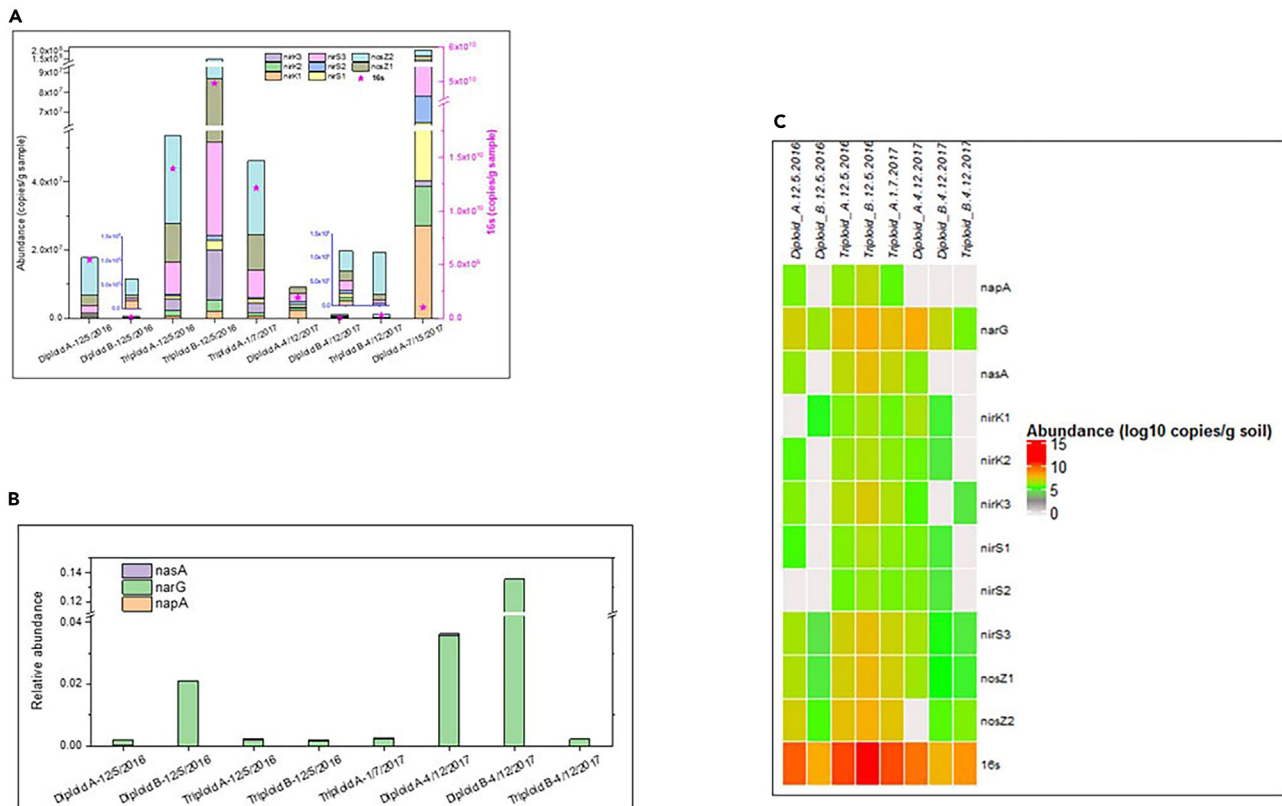 A
2.0x10⁸
1.5x10⁸
9x10⁷
8x10⁷
7x10⁷
4.0x10⁷
2.0x10⁷
0.0
Abundance (copies/g sample)
nirK3 nirS3 nosZ2
nirK2 nirS2 nosZ1
nirK1 nirS1 16s
6x10¹⁰
5x10¹⁰
1.5x10¹⁰
1.0x10¹⁰
5.0x10⁹
0.0
16s (copies/g sample)
0.0
0.0
Diploid A-12/5/2016
Diploid B-12/5/2016
Triploid A-12/5/2016
Triploid B-12/5/2016
Triploid A-1/7/2017
Diploid A-4/12/2017
Diploid B-4/12/2017
Triploid B-4/12/2017
Diploid A-7/15/2017
B
0.14
0.12
0.04
0.02
0.00
Relative abundance
nasA
narG
napA
Diploid A-12/5/2016
Diploid B-12/5/2016
Triploid A-12/5/2016
Triploid B-12/5/2016
Triploid A-1/7/2017
Diploid A-4/12/2017
Diploid B-4/12/2017
Triploid B-4/12/2017
C
Diploid_A.12.5.2016
Diploid_B.12.5.2016
Triploid_A.12.5.2016
Triploid_B.12.5.2016
Triploid_A.1.7.2017
Diploid_A.4.12.2017
Diploid_B.4.12.2017
Triploid_B.4.12.2017
napA
narG
nasA
nirK1
nirK2
nirK3
nirS1
nirS2
nirS3
nosZ1
nosZ2
16s
Abundance (log10 copies/g soil)
15
10
5
0